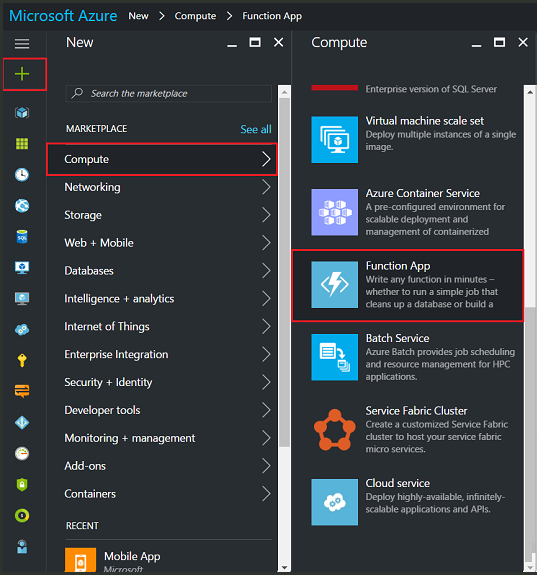 Microsoft Azure New > Compute > Function App
New
Search the marketplace
MARKETPLACE See all
Compute
Networking
Storage
Web + Mobile
Databases
Intelligence + analytics
Internet of Things
Enterprise Integration
Security + Identity
Developer tools
Monitoring + management
Add-ons
Containers
RECENT
Mobile App
Microsoft
Compute
Enterprise version of SQL Server
Virtual machine scale set
Deploy multiple instances of a single
image.
Azure Container Service
A pre-configured environment for
scalable deployment and
management of containerized
Function App
Write any function in minutes –
whether to run a simple job that
cleans up a database or build a
Batch Service
Azure Batch provides job scheduling
and resource management for HPC
applications.
Service Fabric Cluster
Create a customized Service Fabric
cluster to host your service fabric
micro services.
Cloud service
Deploy highly-available, infinitely-
scalable applications and APIs.
SQL